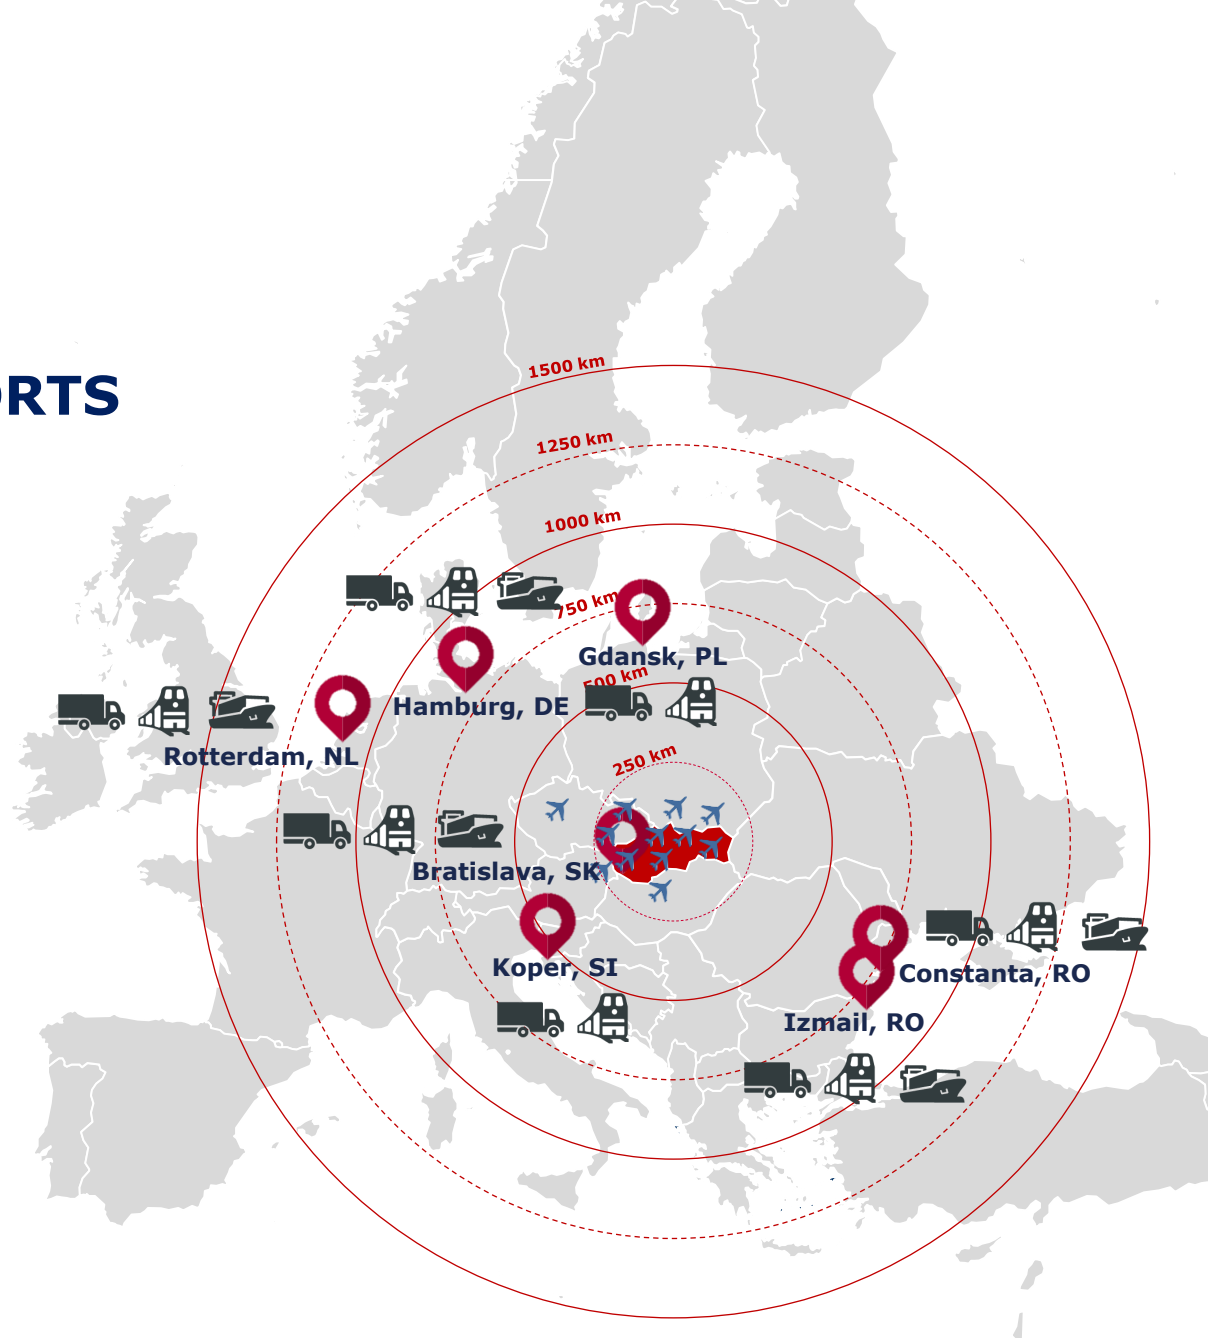 ORTS
1500 km
1250 km
1000 km
750 km
Gdansk, PL
500 km
Hamburg, DE
Rotterdam, NL
250 km
Bratislava, SK
Koper, SI
Constanta, RO
Izmail, RO